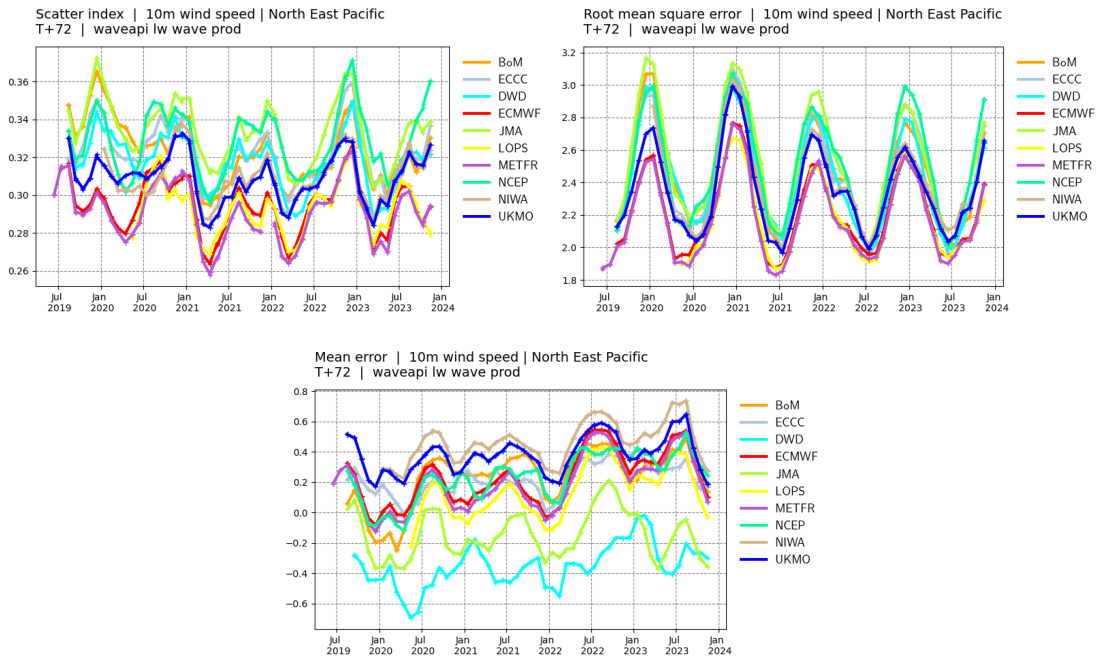 Scatter index | 10m wind speed | North East Pacific
T+72 | waveapi lw wave prod
0.36
0.34
0.32
0.30
0.28
0.26
Jul 2019
Jan 2020
Jul 2020
Jan 2021
Jul 2021
Jan 2022
Jul 2022
Jan 2023
Jul 2023
Jan 2024
BoM
ECCC
DWD
ECMWF
JMA
LOPS
METFR
NCEP
NIWA
UKMO
Root mean square error | 10m wind speed | North East Pacific
T+72 | waveapi lw wave prod
3.2
3.0
2.8
2.6
2.4
2.2
2.0
1.8
Jul 2019
Jan 2020
Jul 2020
Jan 2021
Jul 2021
Jan 2022
Jul 2022
Jan 2023
Jul 2023
Jan 2024
BoM
ECCC
DWD
ECMWF
JMA
LOPS
METFR
NCEP
NIWA
UKMO
Mean error | 10m wind speed | North East Pacific
T+72 | waveapi lw wave prod
0.8
0.6
0.4
0.2
0.0
−0.2
−0.4
−0.6
Jul 2019
Jan 2020
Jul 2020
Jan 2021
Jul 2021
Jan 2022
Jul 2022
Jan 2023
Jul 2023
Jan 2024
BoM
ECCC
DWD
ECMWF
JMA
LOPS
METFR
NCEP
NIWA
UKMO